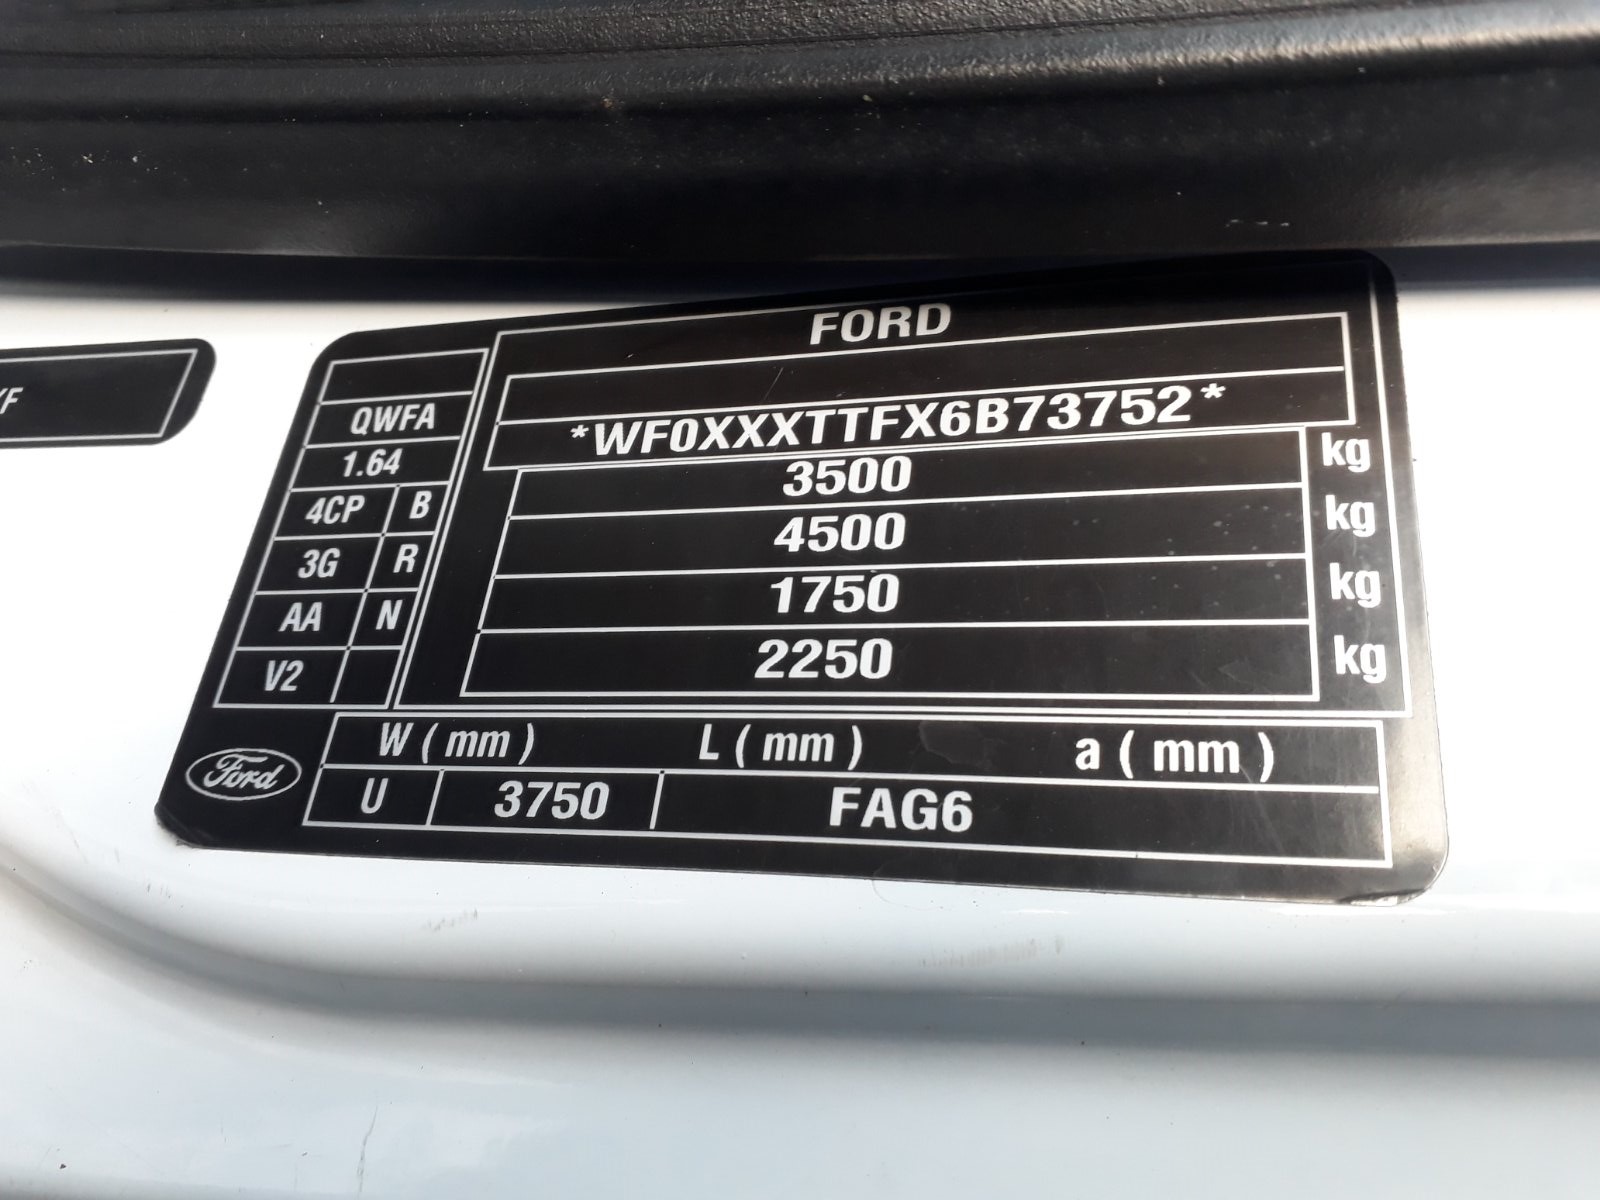 FORD
*WF0XXXTTFX6B73752*
3500 kg
4500 kg
1750 kg
2250 kg
QWFA
1.64
4CP B
3G R
AA N
V2
W ( mm ) L ( mm ) a ( mm )
Ford
U 3750 FAG6